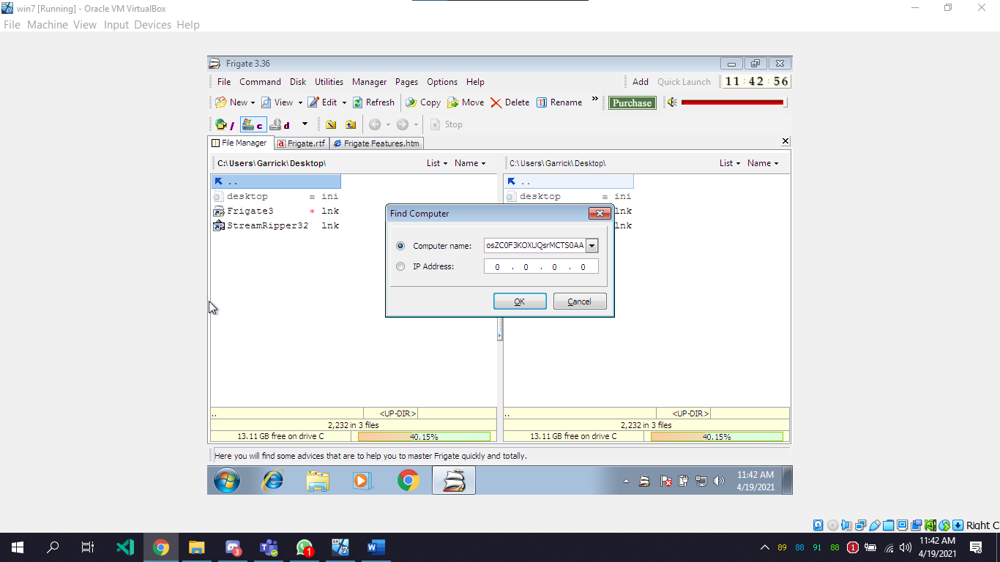 win7 [Running] - Oracle VM VirtualBox
File Machine View Input Devices Help
Frigate 3.36
File Command Disk Utilities Manager Pages Options Help Add Quick Launch 11:42:56
New View Edit Refresh Copy Move Delete Rename » Purchase
/ c d Stop
File Manager Frigate.rtf Frigate Features.htm
C:\Users\Garrick\Desktop\ List Name C:\Users\Garrick\Desktop\ List Name
.. ..
desktop = ini desktop = ini
Frigate3 * lnk lnk
StreamRipper32 lnk lnk
Find Computer
Computer name: osZC0F3KOXUQsrMCTS0AA
IP Address: 0 . 0 . 0 . 0
OK Cancel
.. <UP-DIR> .. <UP-DIR>
2,232 in 3 files 2,232 in 3 files
13.11 GB free on drive C 40.15% 13.11 GB free on drive C 40.15%
Here you will find some advices that are to help you to master Frigate quickly and totally.
11:42 AM
4/19/2021
Right C
89 88 91 88 1 11:42 AM
4/19/2021
3 1